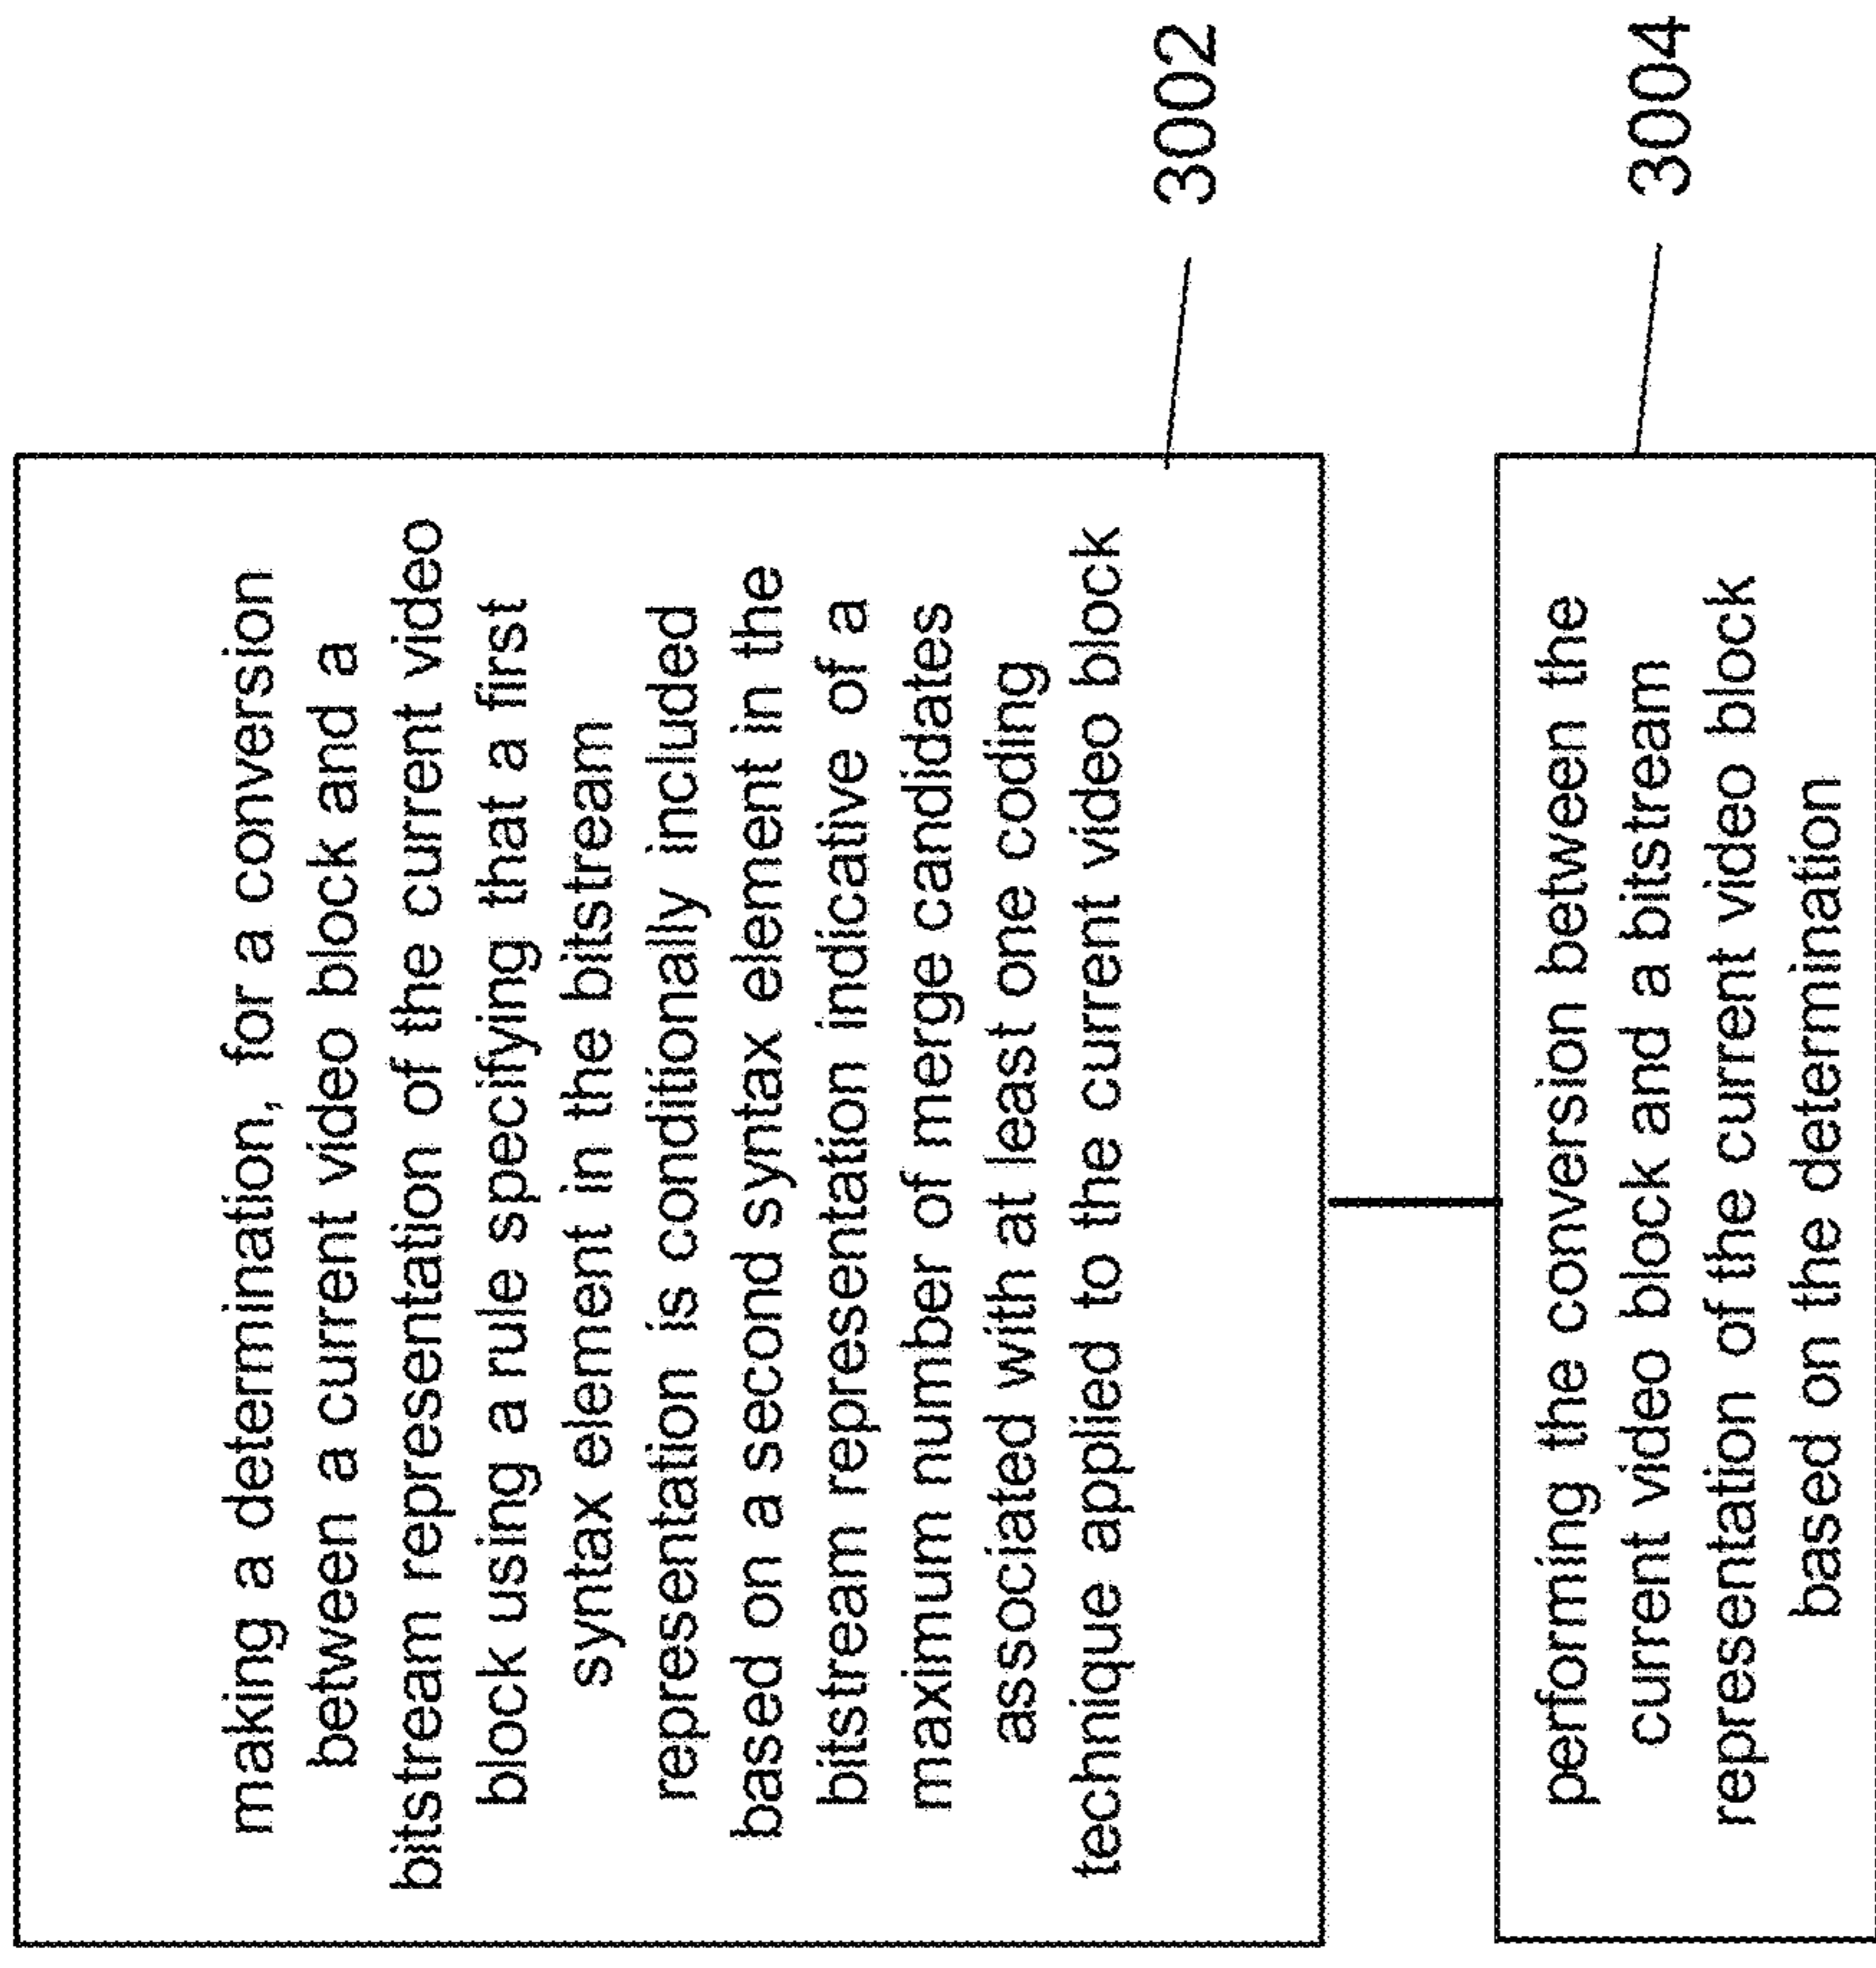 making a determination, for a conversion
between a current video block and a
bitstream representation of the current video
block using a rule specifying that a first
syntax element in the bitstream
representation is conditionally included
based on a second syntax element in the
bitstream representation indicative of a
maximum number of merge candidates
associated with at least one coding
technique applied to the current video block
3002
performing the conversion between the
current video block and a bitstream
representation of the current video block
based on the determination
3004